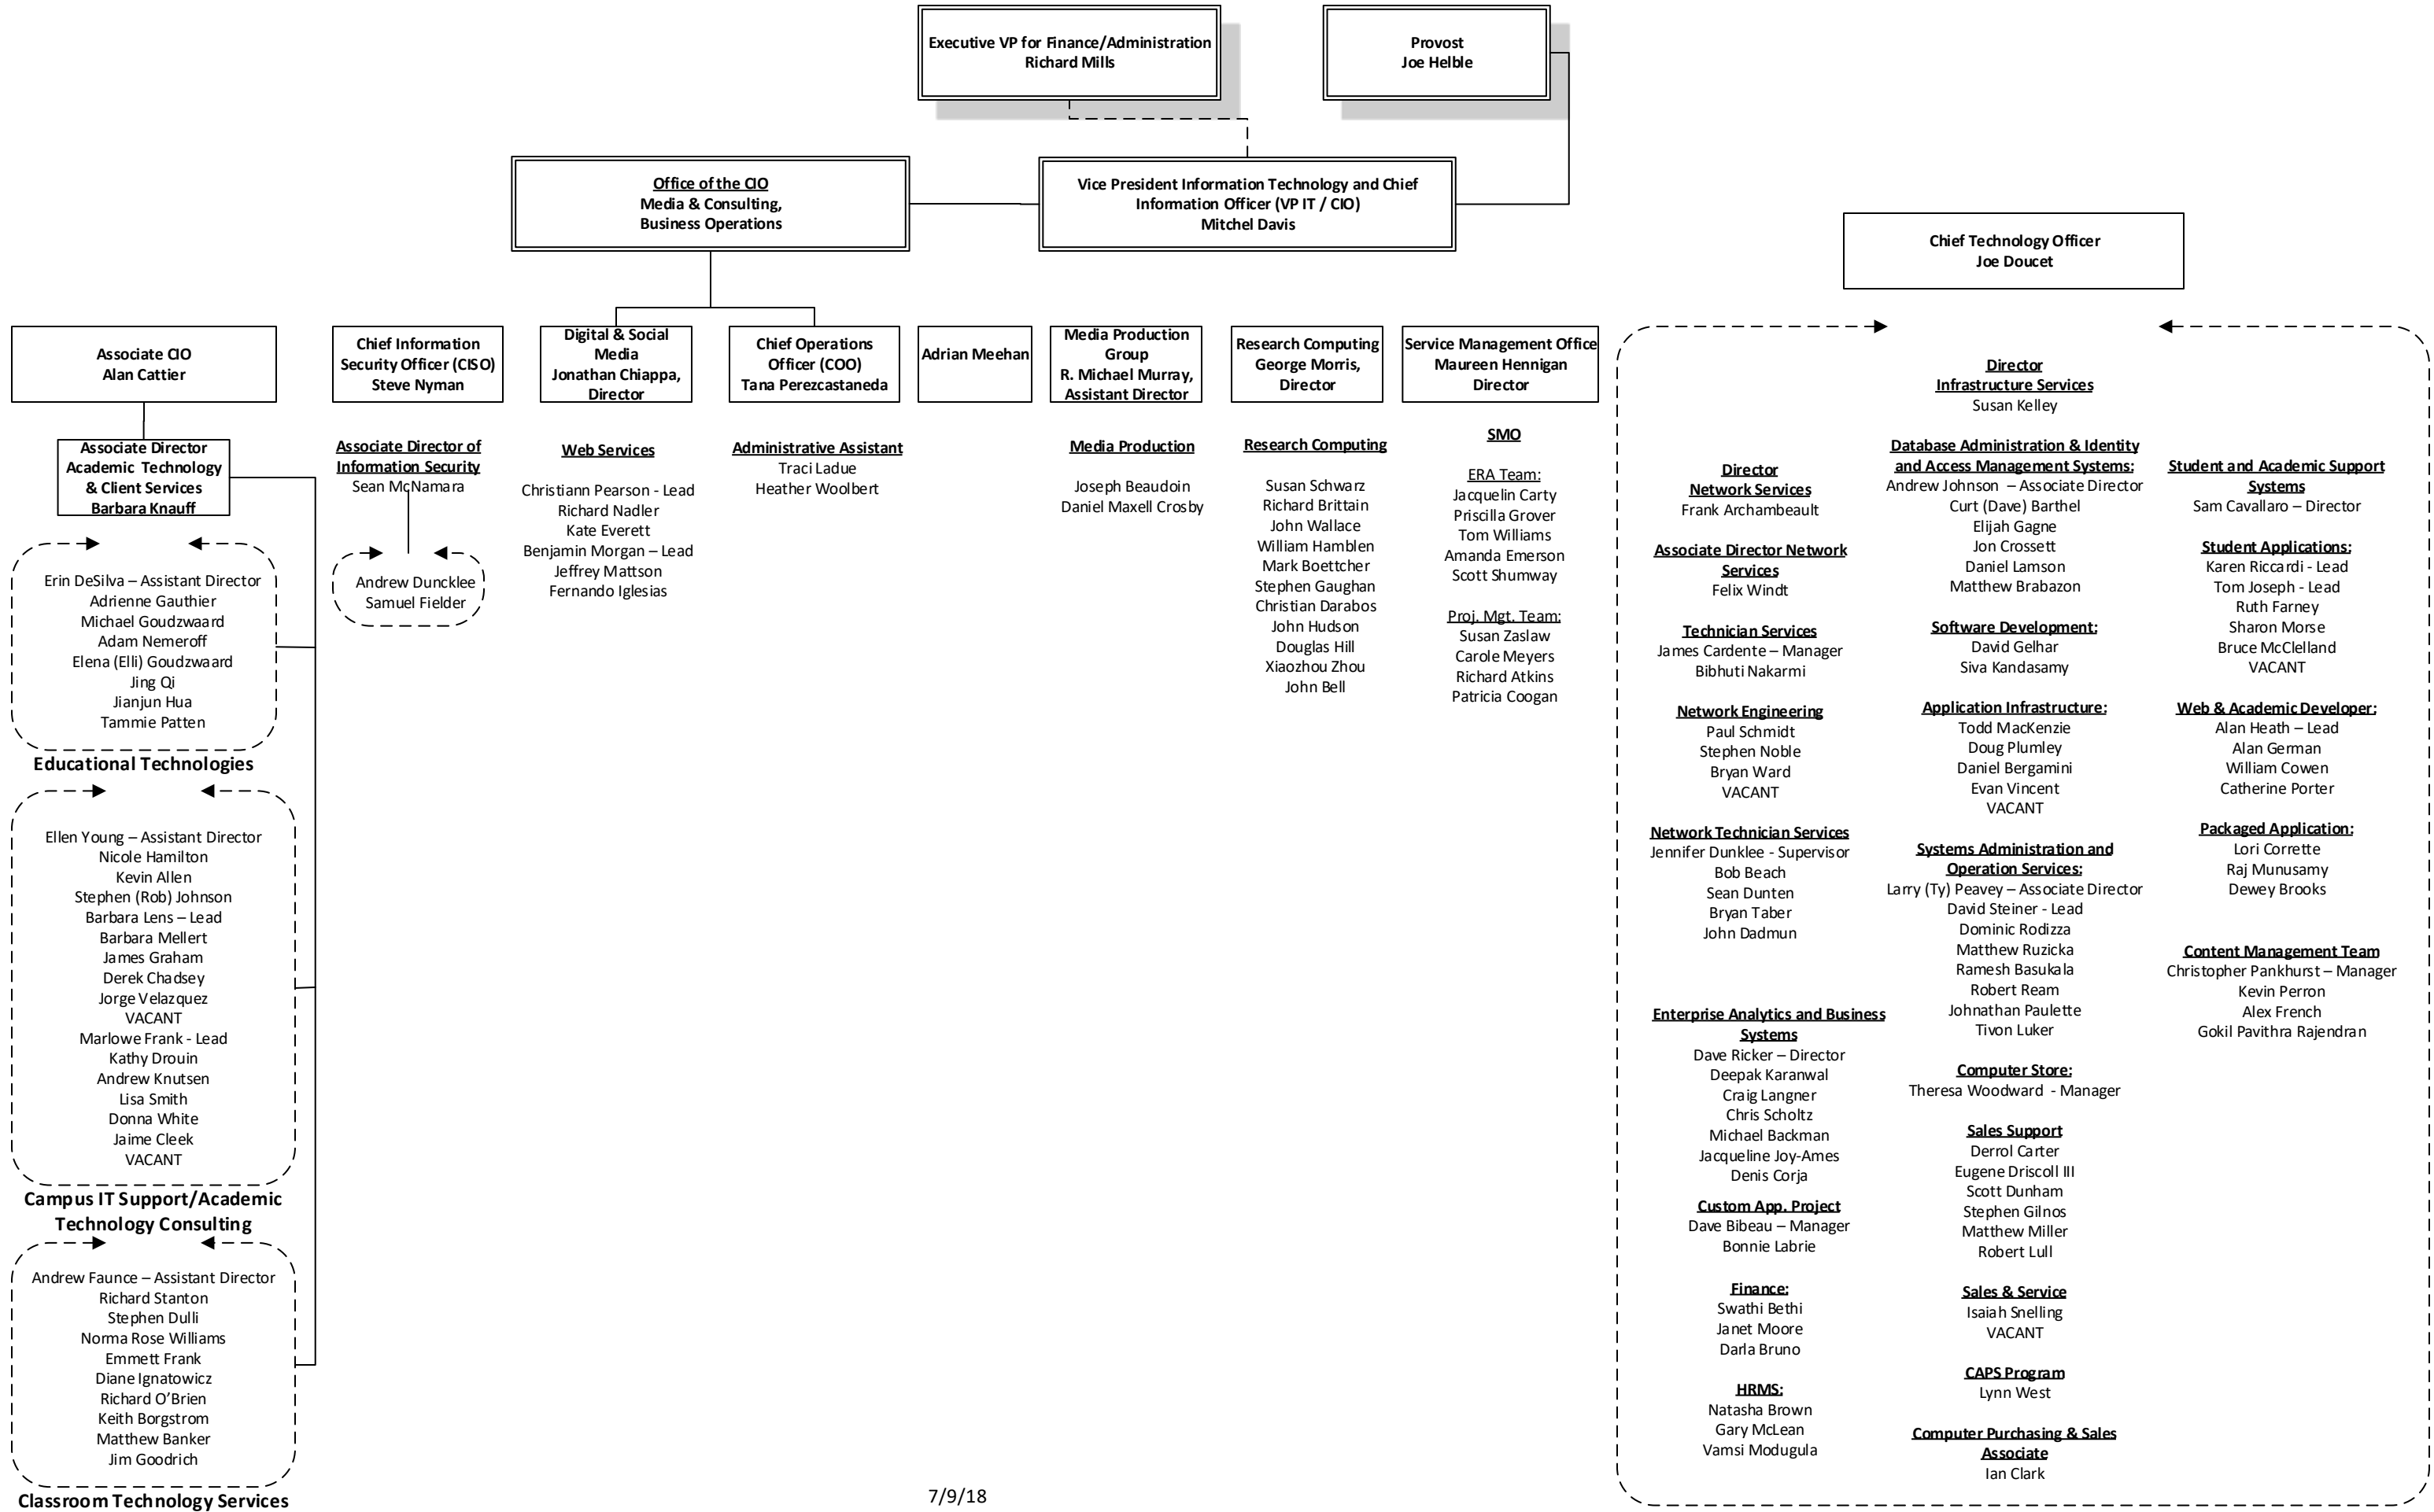 Executive VP for Finance/Administration
Richard Mills
Provost
Joe Helble
Office of the CIO
Media & Consulting,
Business Operations
Vice President Information Technology and Chief
Information Officer (VP IT / CIO)
Mitchel Davis
Chief Technology Officer
Joe Doucet
Associate CIO
Alan Cattier
Chief Information
Security Officer (CISO)
Steve Nyman
Digital & Social
Media
Jonathan Chiappa,
Director
Chief Operations
Officer (COO)
Tana Perezcastaneda
Adrian Meehan
Media Production
Group
R. Michael Murray,
Assistant Director
Research Computing
George Morris,
Director
Service Management Office
Maureen Hennigan
Director
Associate Director
Academic Technology
& Client Services
Barbara Knauff
Erin DeSilva – Assistant Director
Adrienne Gauthier
Michael Goudzwaard
Adam Nemeroff
Elena (Elli) Goudzwaard
Jing Qi
Jianjun Hua
Tammie Patten
Educational Technologies
Ellen Young – Assistant Director
Nicole Hamilton
Kevin Allen
Stephen (Rob) Johnson
Barbara Lens – Lead
Barbara Mellert
James Graham
Derek Chadsey
Jorge Velazquez
VACANT
Marlowe Frank - Lead
Kathy Drouin
Andrew Knutsen
Lisa Smith
Donna White
Jaime Cleek
VACANT
Campus IT Support/Academic
Technology Consulting
Andrew Faunce – Assistant Director
Richard Stanton
Stephen Dulli
Norma Rose Williams
Emmett Frank
Diane Ignatowicz
Richard O’Brien
Keith Borgstrom
Matthew Banker
Jim Goodrich
Classroom Technology Services
Associate Director of
Information Security
Sean McNamara
Andrew Duncklee
Samuel Fielder
Web Services
Christiann Pearson - Lead
Richard Nadler
Kate Everett
Benjamin Morgan – Lead
Jeffrey Mattson
Fernando Iglesias
Administrative Assistant
Traci Ladue
Heather Woolbert
Media Production
Joseph Beaudoin
Daniel Maxell Crosby
Research Computing
Susan Schwarz
Richard Brittain
John Wallace
William Hamblen
Mark Boettcher
Stephen Gaughan
Christian Darabos
John Hudson
Douglas Hill
Xiaozhou Zhou
John Bell
SMO
ERA Team:
Jacquelin Carty
Priscilla Grover
Tom Williams
Amanda Emerson
Scott Shumway
Proj. Mgt. Team:
Susan Zaslaw
Carole Meyers
Richard Atkins
Patricia Coogan
Director
Network Services
Frank Archambeault
Associate Director Network
Services
Felix Windt
Technician Services
James Cardente – Manager
Bibhuti Nakarmi
Network Engineering
Paul Schmidt
Stephen Noble
Bryan Ward
VACANT
Network Technician Services
Jennifer Dunklee - Supervisor
Bob Beach
Sean Dunten
Bryan Taber
John Dadmun
Enterprise Analytics and Business
Systems
Dave Ricker – Director
Deepak Karanwal
Craig Langner
Chris Scholtz
Michael Backman
Jacqueline Joy-Ames
Denis Corja
Custom App. Project
Dave Bibeau – Manager
Bonnie Labrie
Finance:
Swathi Bethi
Janet Moore
Darla Bruno
HRMS:
Natasha Brown
Gary McLean
Vamsi Modugula
Director
Infrastructure Services
Susan Kelley
Database Administration & Identity
and Access Management Systems:
Andrew Johnson – Associate Director
Curt (Dave) Barthel
Elijah Gagne
Jon Crossett
Daniel Lamson
Matthew Brabazon
Software Development:
David Gelhar
Siva Kandasamy
Application Infrastructure:
Todd MacKenzie
Doug Plumley
Daniel Bergamini
Evan Vincent
VACANT
Systems Administration and
Operation Services:
Larry (Ty) Peavey – Associate Director
David Steiner - Lead
Dominic Rodizza
Matthew Ruzicka
Ramesh Basukala
Robert Ream
Johnathan Paulette
Tivon Luker
Computer Store:
Theresa Woodward - Manager
Sales Support
Derrol Carter
Eugene Driscoll III
Scott Dunham
Stephen Gilnos
Matthew Miller
Robert Lull
Sales & Service
Isaiah Snelling
VACANT
CAPS Program
Lynn West
Computer Purchasing & Sales
Associate
Ian Clark
Student and Academic Support
Systems
Sam Cavallaro – Director
Student Applications:
Karen Riccardi - Lead
Tom Joseph - Lead
Ruth Farney
Sharon Morse
Bruce McClelland
VACANT
Web & Academic Developer:
Alan Heath – Lead
Alan German
William Cowen
Catherine Porter
Packaged Application:
Lori Corrette
Raj Munusamy
Dewey Brooks
Content Management Team
Christopher Pankhurst – Manager
Kevin Perron
Alex French
Gokil Pavithra Rajendran
7/9/18